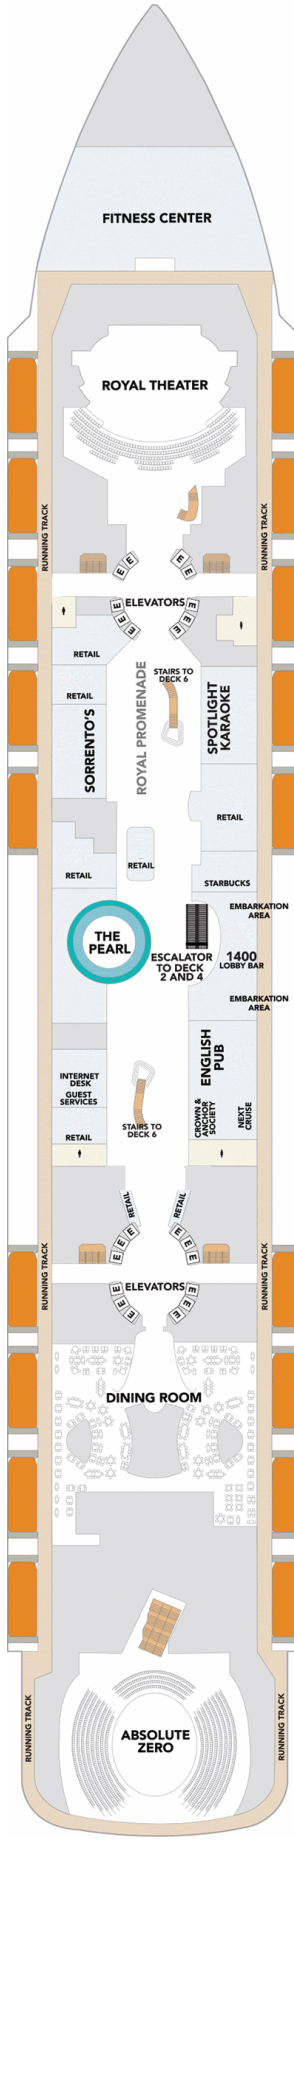 FITNESS CENTER
ROYAL THEATER
RUNNING TRACK
RUNNING TRACK
E
E
E
E
ELEVATORS
E
E
E
E
E
E
RETAIL
STAIRS TO
DECK 6
ROYAL PROMENADE
SPOTLIGHT
KARAOKE
RETAIL
SORRENTO'S
RETAIL
RETAIL
RETAIL
STARBUCKS
EMBARKATION
AREA
THE
PEARL
ESCALATOR
TO DECK
2 AND 4
1400
LOBBY BAR
EMBARKATION
AREA
ENGLISH
PUB
INTERNET
DESK
GUEST
SERVICES
CROWN &
ANCHOR
SOCIETY
NEXT
CRUISE
STAIRS TO
DECK 6
RETAIL
RETAIL
RETAIL
E
E
E
E
E
E
RUNNING TRACK
RUNNING TRACK
ELEVATORS
E
E
E
E
E
E
DINING ROOM
ABSOLUTE
ZERO
RUNNING TRACK
RUNNING TRACK